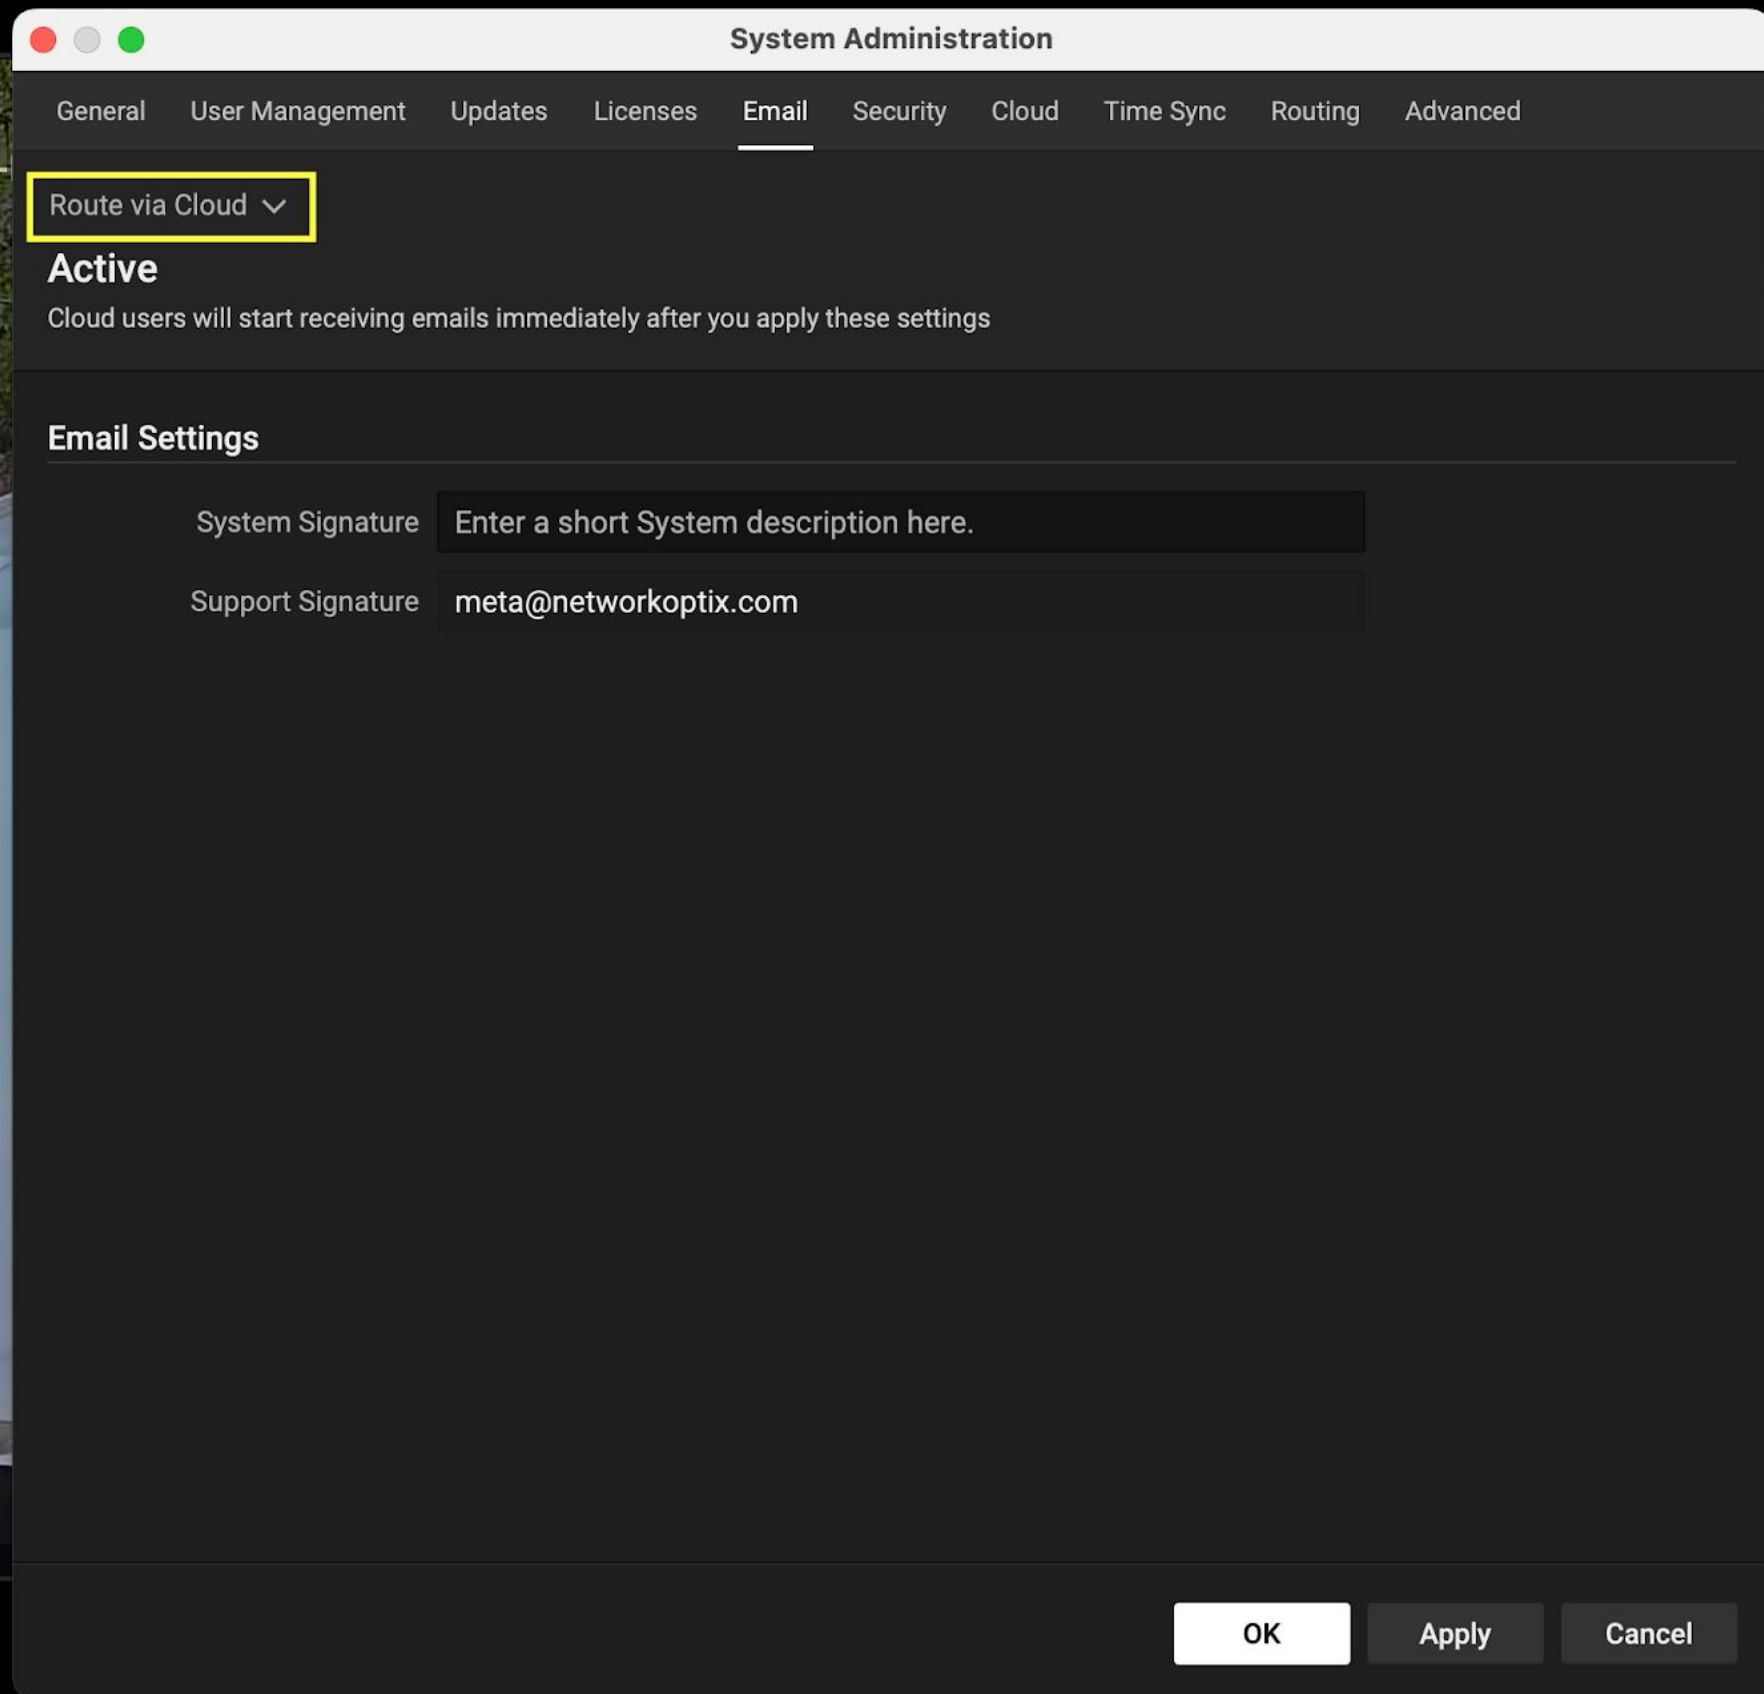 System Administration
General User Management Updates Licenses Email Security Cloud Time Sync Routing Advanced
Route via Cloud
Active
Cloud users will start receiving emails immediately after you apply these settings
Email Settings
System Signature Enter a short System description here.
Support Signature meta@networkoptix.com
OK Apply Cancel